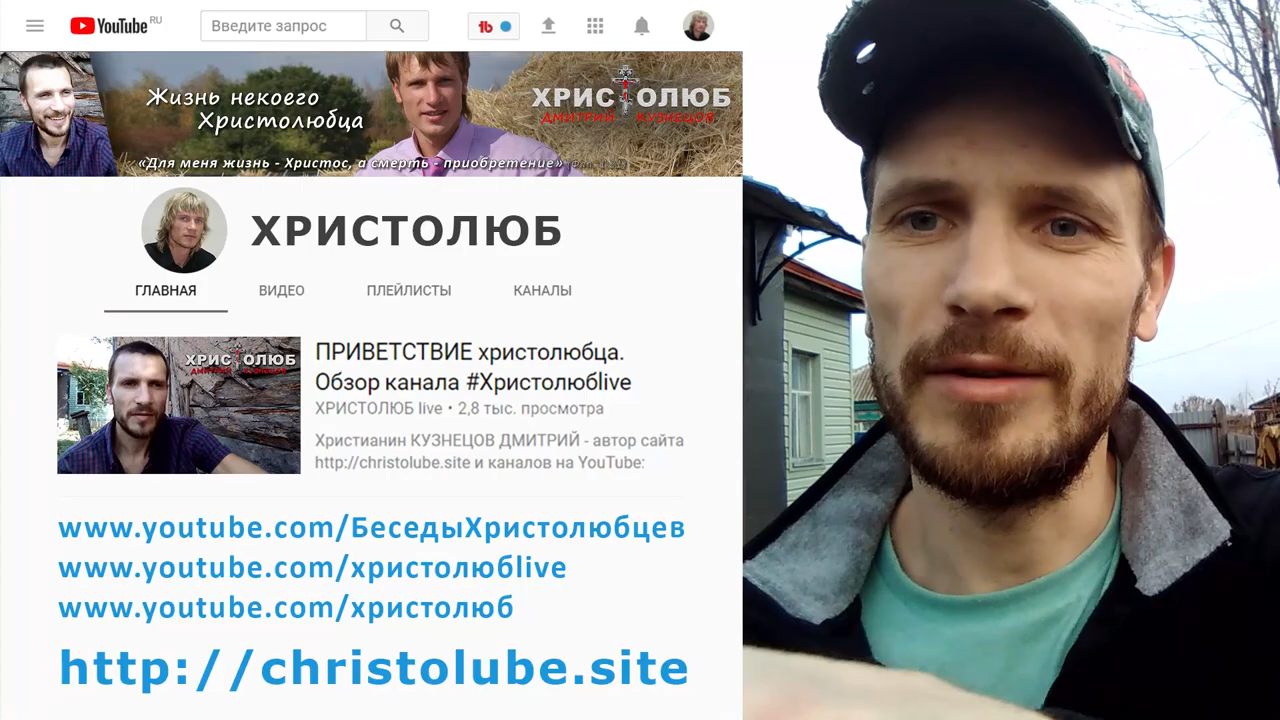 YouTube RU
Введите запрос
Жизнь некоего
Христолюбца
ХРИСТОЛЮБ
ДМИТРИЙ КУЗНЕЦОВ
«Для меня жизнь - Христос, а смерть - приобретение»
ХРИСТОЛЮБ
ГЛАВНАЯ ВИДЕО ПЛЕЙЛИСТЫ КАНАЛЫ
ХРИСТОЛЮБ
ДМИТРИЙ КУЗНЕЦОВ
ПРИВЕТСТВИЕ христолюбца.
Обзор канала #Христолюблive
ХРИСТОЛЮБ live • 2,8 тыс. просмотра
Христианин КУЗНЕЦОВ ДМИТРИЙ - автор сайта
http://christolube.site и каналов на YouTube:
www.youtube.com/БеседыХристолюбцев
www.youtube.com/христолюблive
www.youtube.com/христолюб
http://christolube.site